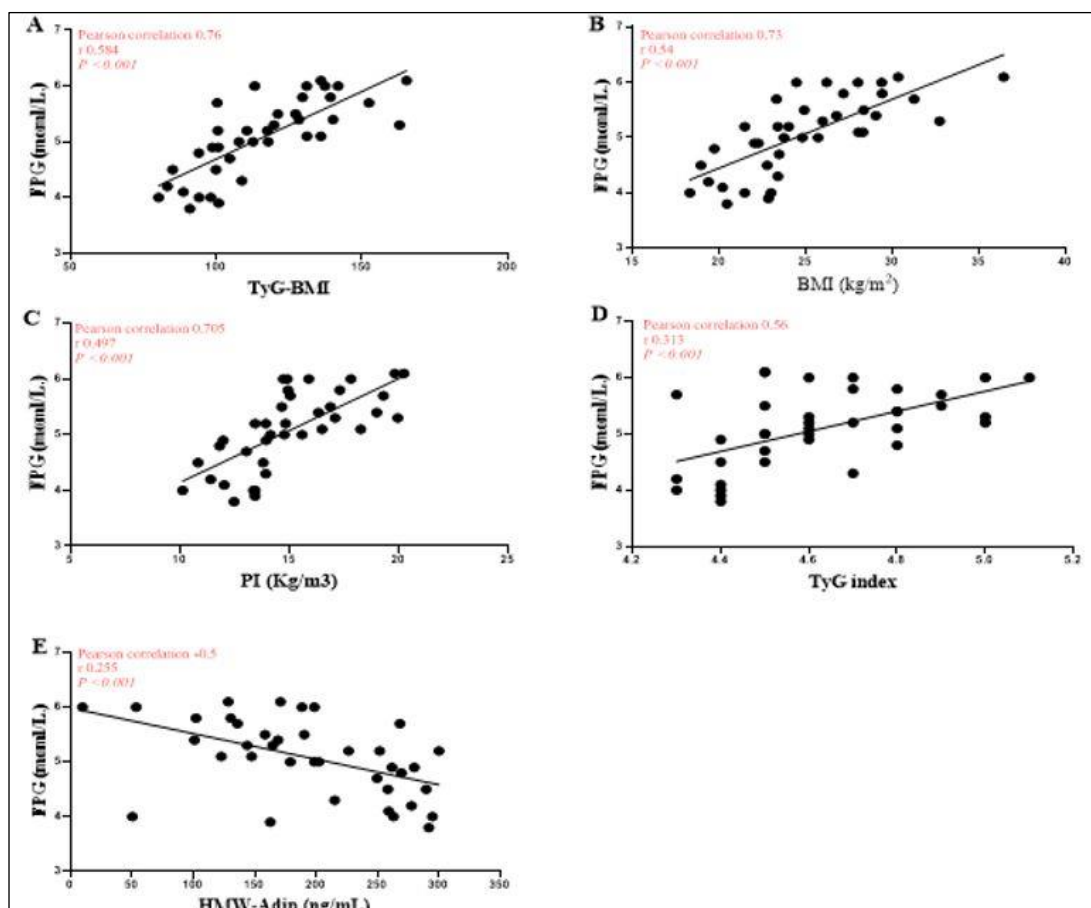 A
Pearson correlation 0.76
r 0.584
P <0.001
FPG (moml/L)
7
6
5
4
3
50
100
150
200
TyG-BMI
B
Pearson correlation 0.73
r 0.54
P <0.001
FPG (moml/L.)
7
6
5
4
3
15
20
25
30
35
40
BMI (kg/m²)
C
Pearson correlation 0.705
r 0.497
P <0.001
FPG (moml/L.)
7
6
5
4
3
10
15
20
25
5
PI (Kg/m3)
D
Pearson correlation 0.56
r 0.313
P <0.001
FPG (moml/L.)
7
6
5
4
3
4.2
4.4
4.6
4.8
5.0
5.2
TyG index
E
Pearson correlation -0.5
r 0.255
P <0.001
FPG (moml/L.)
7
6
5
4
3
0
50
100
150
200
250
300
350
HMW-Adip (ng/mL)